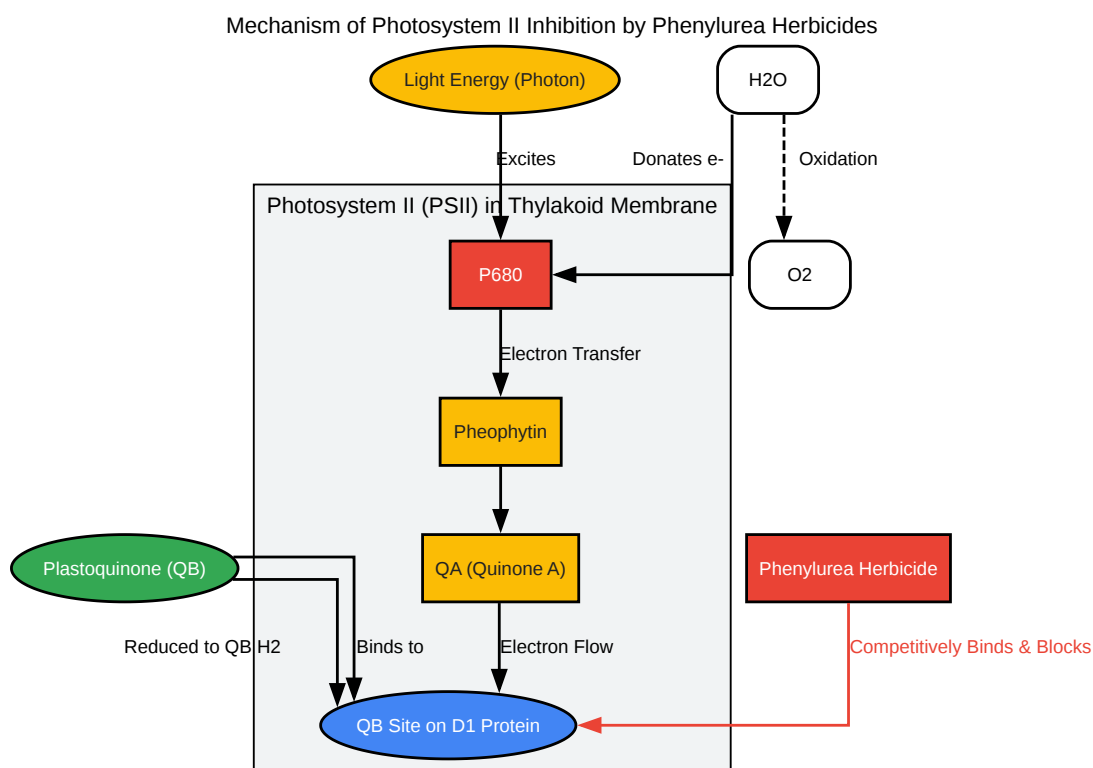 Mechanism of Photosystem II Inhibition by Phenylurea Herbicides
Light Energy (Photon)
H2O
Excites
Donates e-
Oxidation
Photosystem II (PSII) in Thylakoid Membrane
P680
O2
Electron Transfer
Pheophytin
Plastoquinone (QB)
QA (Quinone A)
Phenylurea Herbicide
Reduced to QBH2
Binds to
Electron Flow
Competitively Binds & Blocks
QB Site on D1 Protein